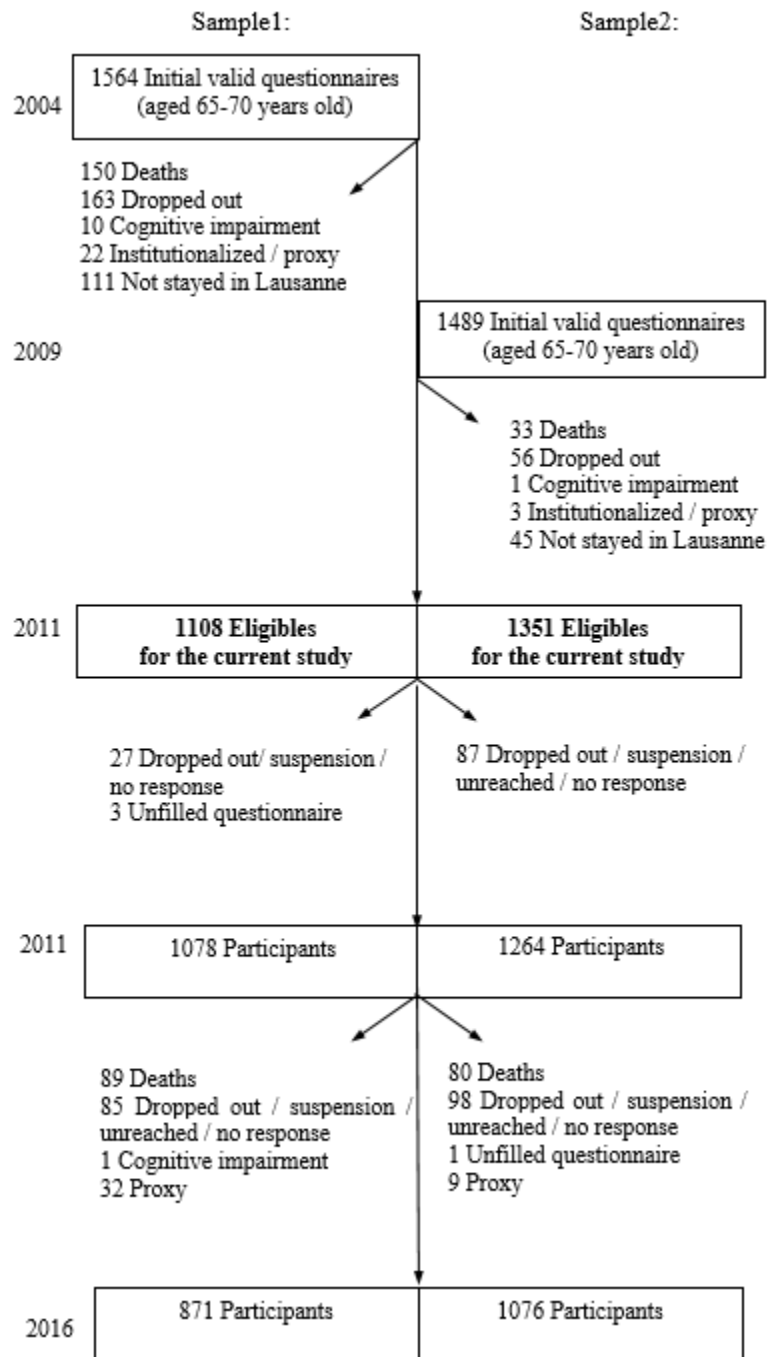 Sample1:
Sample2:
2004
1564 Initial valid questionnaires
(aged 65-70 years old)
150 Deaths
163 Dropped out
10 Cognitive impairment
22 Institutionalized / proxy
111 Not stayed in Lausanne
2009
1489 Initial valid questionnaires
(aged 65-70 years old)
33 Deaths
56 Dropped out
1 Cognitive impairment
3 Institutionalized / proxy
45 Not stayed in Lausanne
2011
1108 Eligibles
for the current study
1351 Eligibles
for the current study
27 Dropped out/ suspension /
no response
3 Unfilled questionnaire
87 Dropped out / suspension /
unreached / no response
2011
1078 Participants
1264 Participants
89 Deaths
85 Dropped out / suspension /
unreached / no response
1 Cognitive impairment
32 Proxy
80 Deaths
98 Dropped out / suspension /
unreached / no response
1 Unfilled questionnaire
9 Proxy
2016
871 Participants
1076 Participants